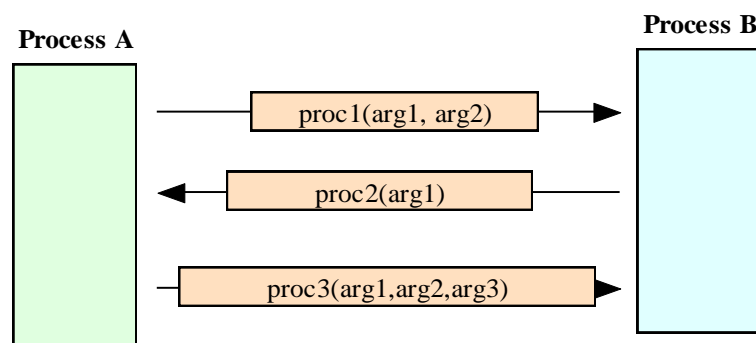 Process A
Process B
proc1(arg1, arg2)
proc2(arg1)
proc3(arg1,arg2,arg3)